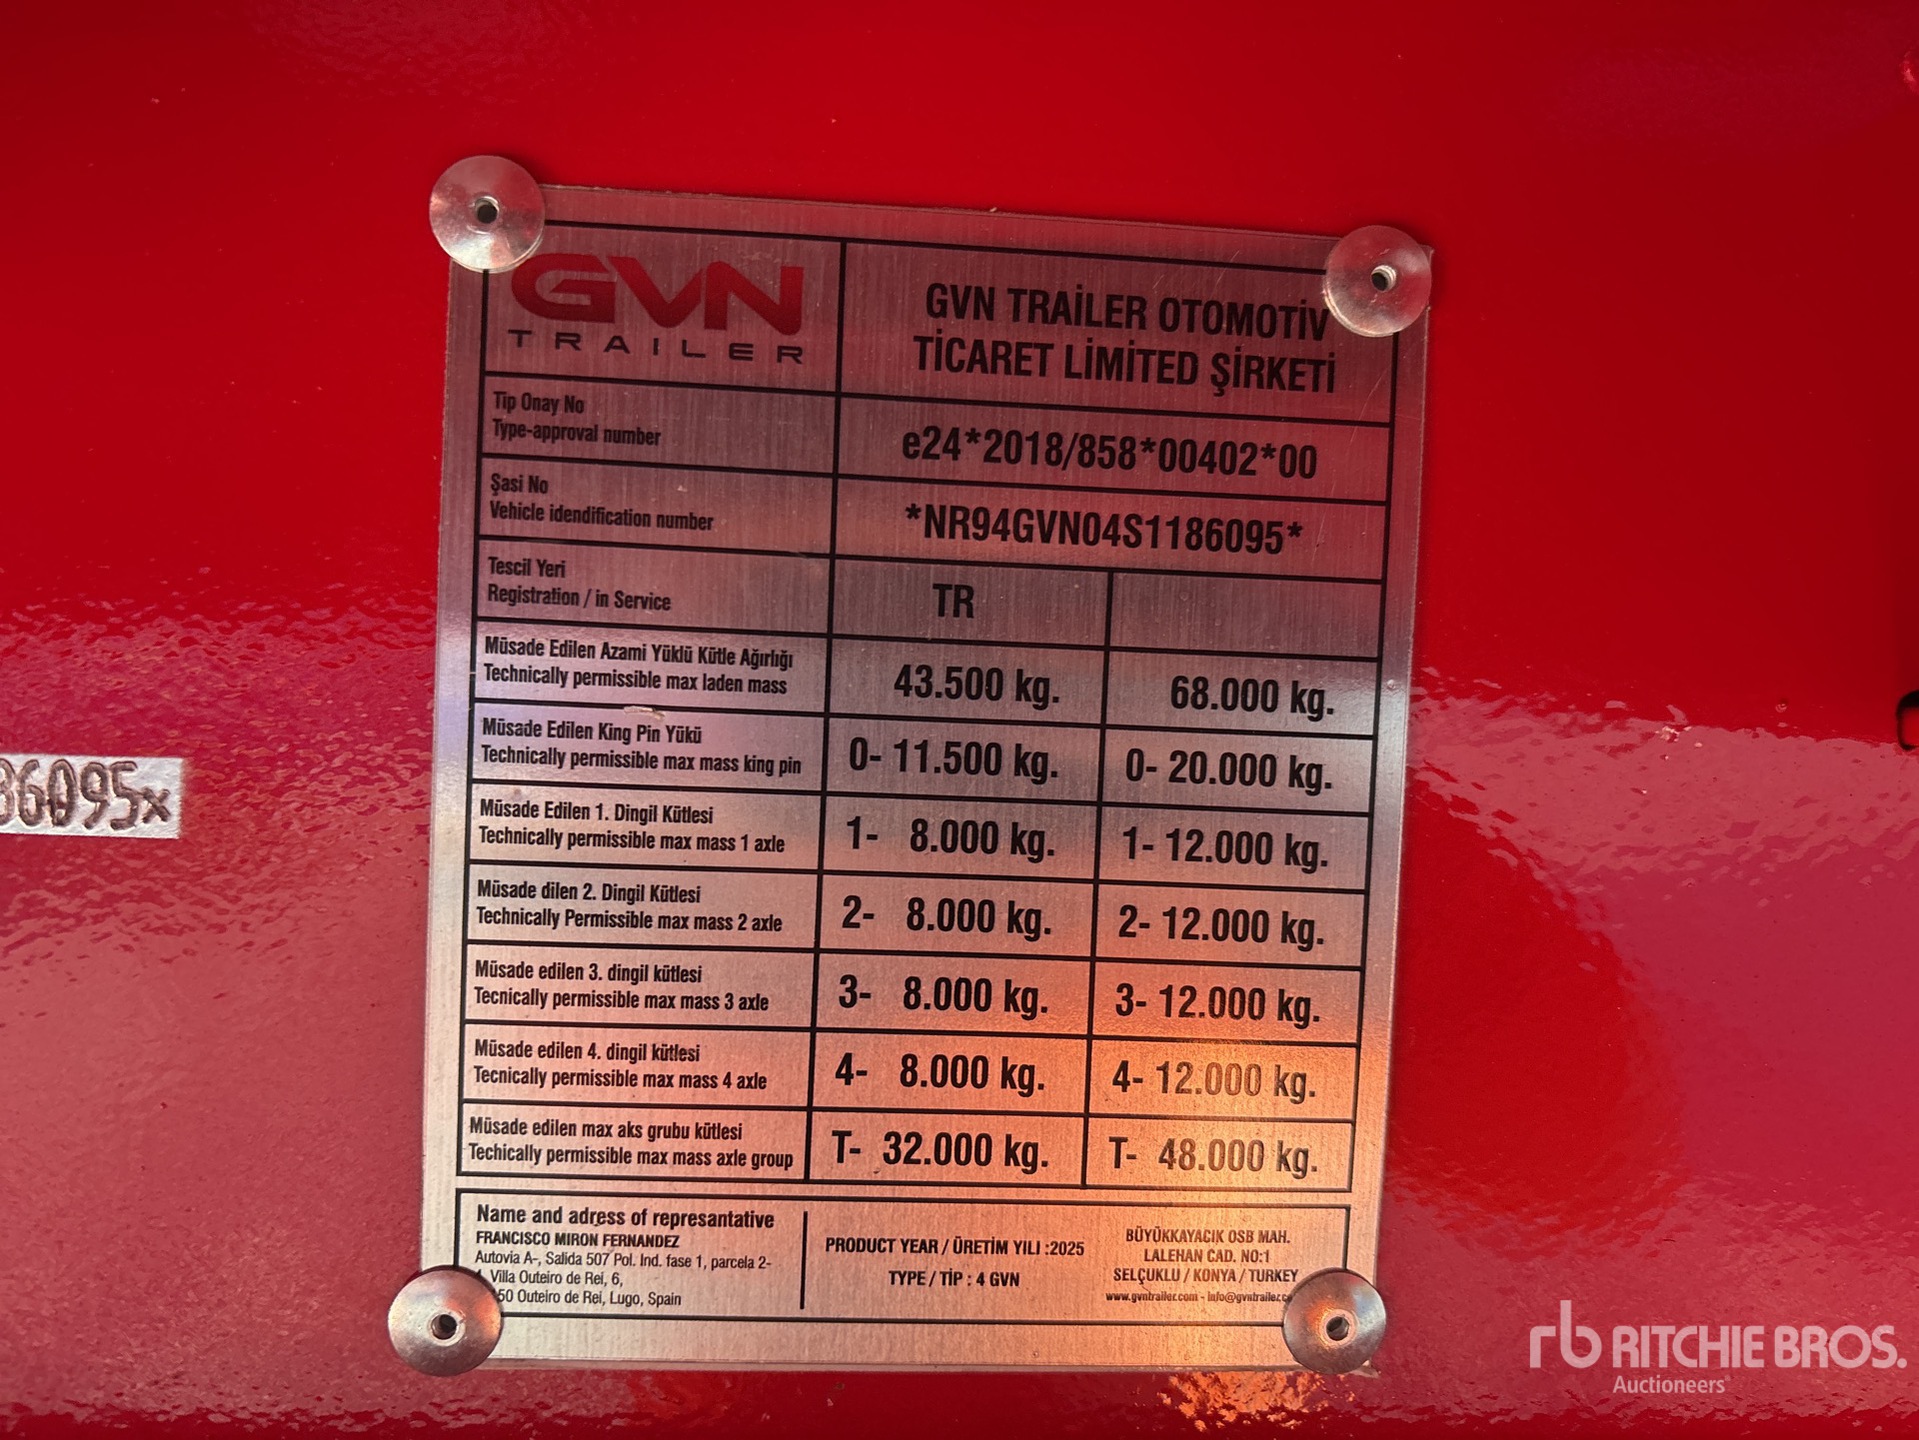 GVN
TRAILER
GVN TRAİLER OTOMOTİV
TİCARET LİMİTED ŞİRKETİ
Tip Onay No
Type-approval number
e24*2018/858*00402*00
Şasi No
Vehicle idendification number
*NR94GVN04S1186095*
Tescil Yeri
Registration / in Service
TR
Müsade Edilen Azami Yüklü Kütle Ağırlığı
Technically permissible max laden mass
43.500 kg.
68.000 kg.
Müsade Edilen King Pin Yükü
Technically permissible max mass king pin
0- 11.500 kg.
0- 20.000 kg.
Müsade Edilen 1. Dingil Kütlesi
Technically permissible max mass 1 axle
1- 8.000 kg.
1- 12.000 kg.
Müsade dilen 2. Dingil Kütlesi
Technically Permissible max mass 2 axle
2- 8.000 kg.
2- 12.000 kg.
Müsade edilen 3. dingil kütlesi
Tecnically permissible max mass 3 axle
3- 8.000 kg.
3- 12.000 kg.
Müsade edilen 4. dingil kütlesi
Tecnically permissible max mass 4 axle
4- 8.000 kg.
4- 12.000 kg.
Müsade edilen max aks grubu kütlesi
Techically permissible max mass axle group
T- 32.000 kg.
T- 48.000 kg.
Name and adress of represantative
FRANCISCO MIRON FERNANDEZ
Autovia A-, Salida 507 Pol. Ind. fase 1, parcela 2-
Villa Outeiro de Rei, 6,
50 Outeiro de Rei, Lugo, Spain
PRODUCT YEAR / ÜRETİM YILI :2025
TYPE / TİP : 4 GVN
BÜYÜKKAYACIK OSB MAH.
LALEHAN CAD. NO:1
SELÇUKLU / KONYA / TURKEY
www.gvntrailer.com - info@gvntrailer.c
86095x
rb RITCHIE BROS.
Auctioneers